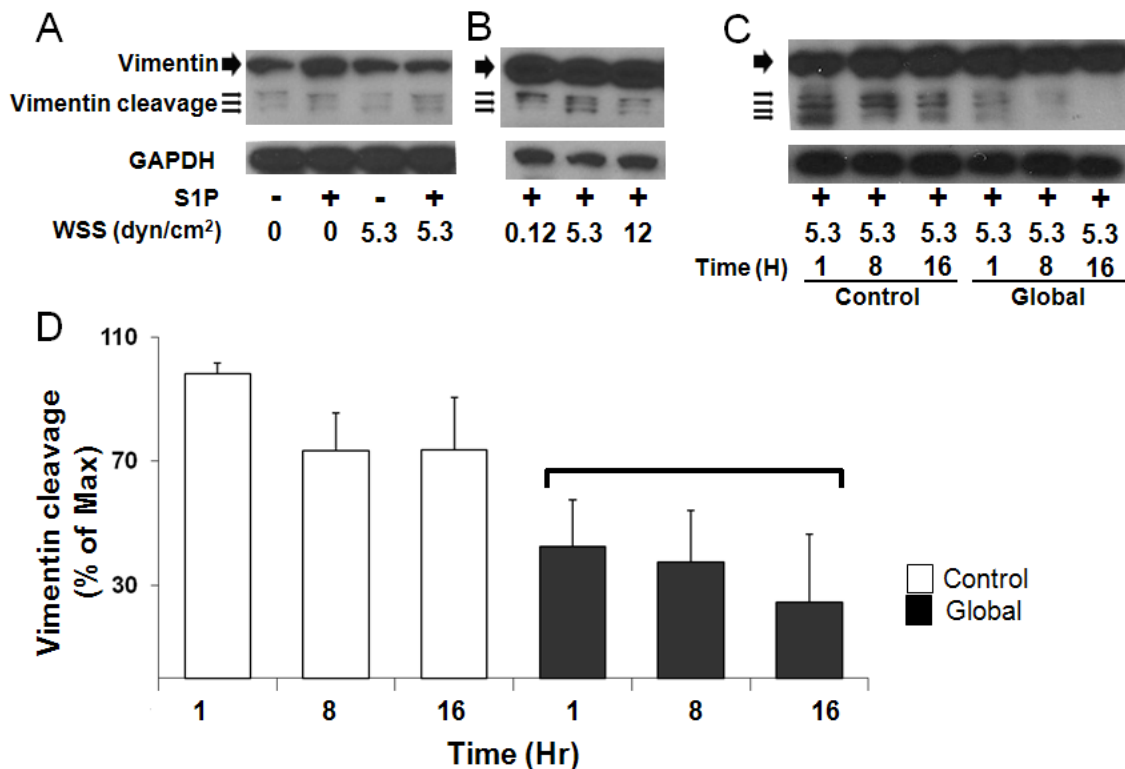 A
Vimentin
Vimentin cleavage
GAPDH
S1P - + - +
WSS (dyn/cm²) 0 0 5.3 5.3
B
+ + +
0.12 5.3 12
C
+ + + + + +
5.3 5.3 5.3 5.3 5.3 5.3
Time (H) 1 8 16 1 8 16
Control Global
D
Vimentin cleavage
(% of Max)
110
70
30
1 8 16 1 8 16
Time (Hr)
Control
Global